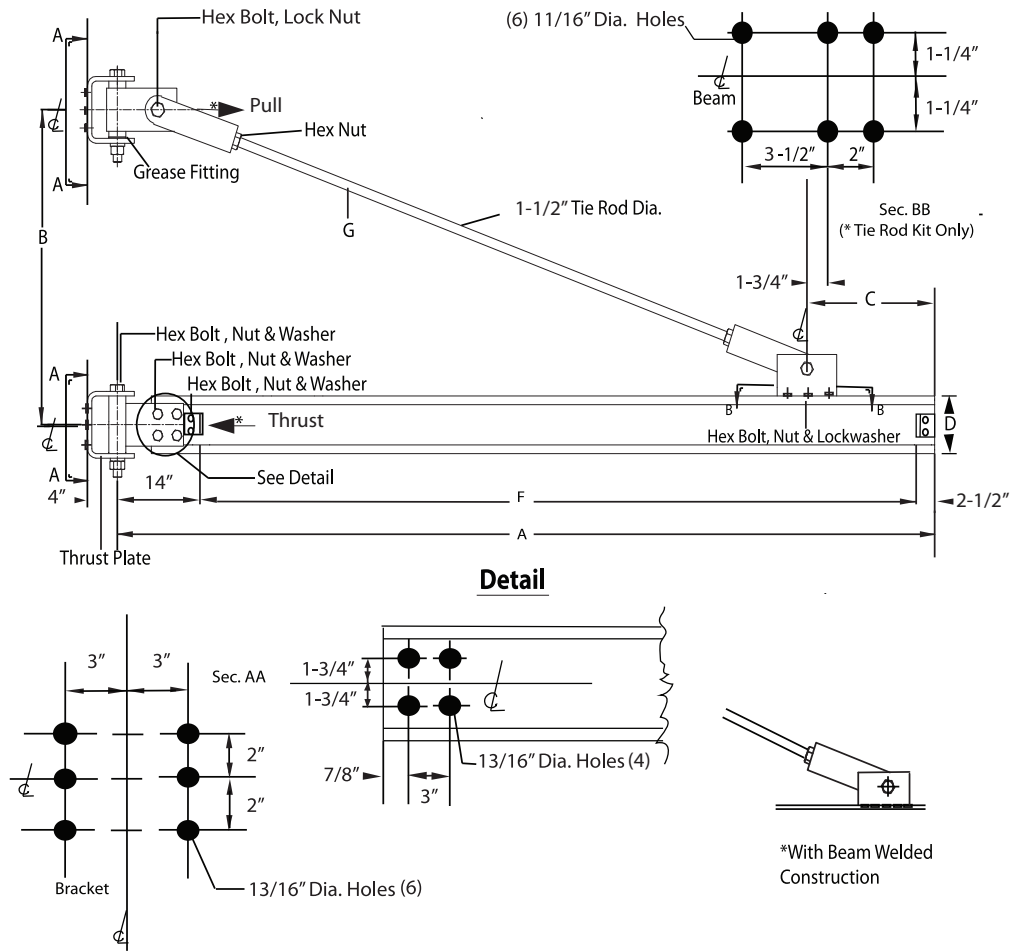 Hex Bolt, Lock Nut
(6) 11/16” Dia. Holes
A
1-1/4”
℄
Beam
1-1/4”
* Pull
℄
Hex Nut
3 -1/2”
2”
Grease Fitting
A
1-1/2” Tie Rod Dia.
Sec. BB
(* Tie Rod Kit Only)
G
B
1-3/4”
C
℄
Hex Bolt , Nut & Washer
Hex Bolt , Nut & Washer
A
Hex Bolt , Nut & Washer
B
B
* Thrust
D
℄
Hex Bolt, Nut & Lockwasher
A
See Detail
14”
4”
F
2-1/2”
A
Thrust Plate
Detail
3”
3”
Sec. AA
1-3/4”
1-3/4”
℄
2”
13/16” Dia. Holes (4)
7/8”
3”
℄
2”
*With Beam Welded
Construction
Bracket
13/16” Dia. Holes (6)
℄